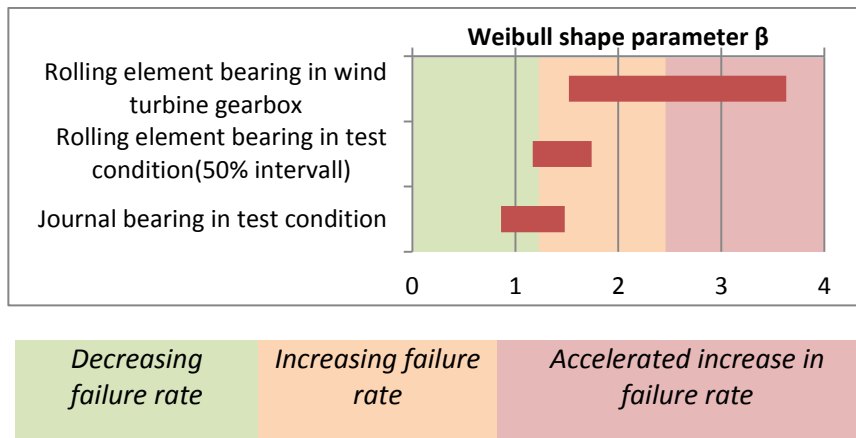 Weibull shape parameter β
Rolling element bearing in wind
turbine gearbox
Rolling element bearing in test
condition(50% intervall)
Journal bearing in test condition
0 1 2 3 4
Decreasing
failure rate
Increasing failure
rate
Accelerated increase in
failure rate